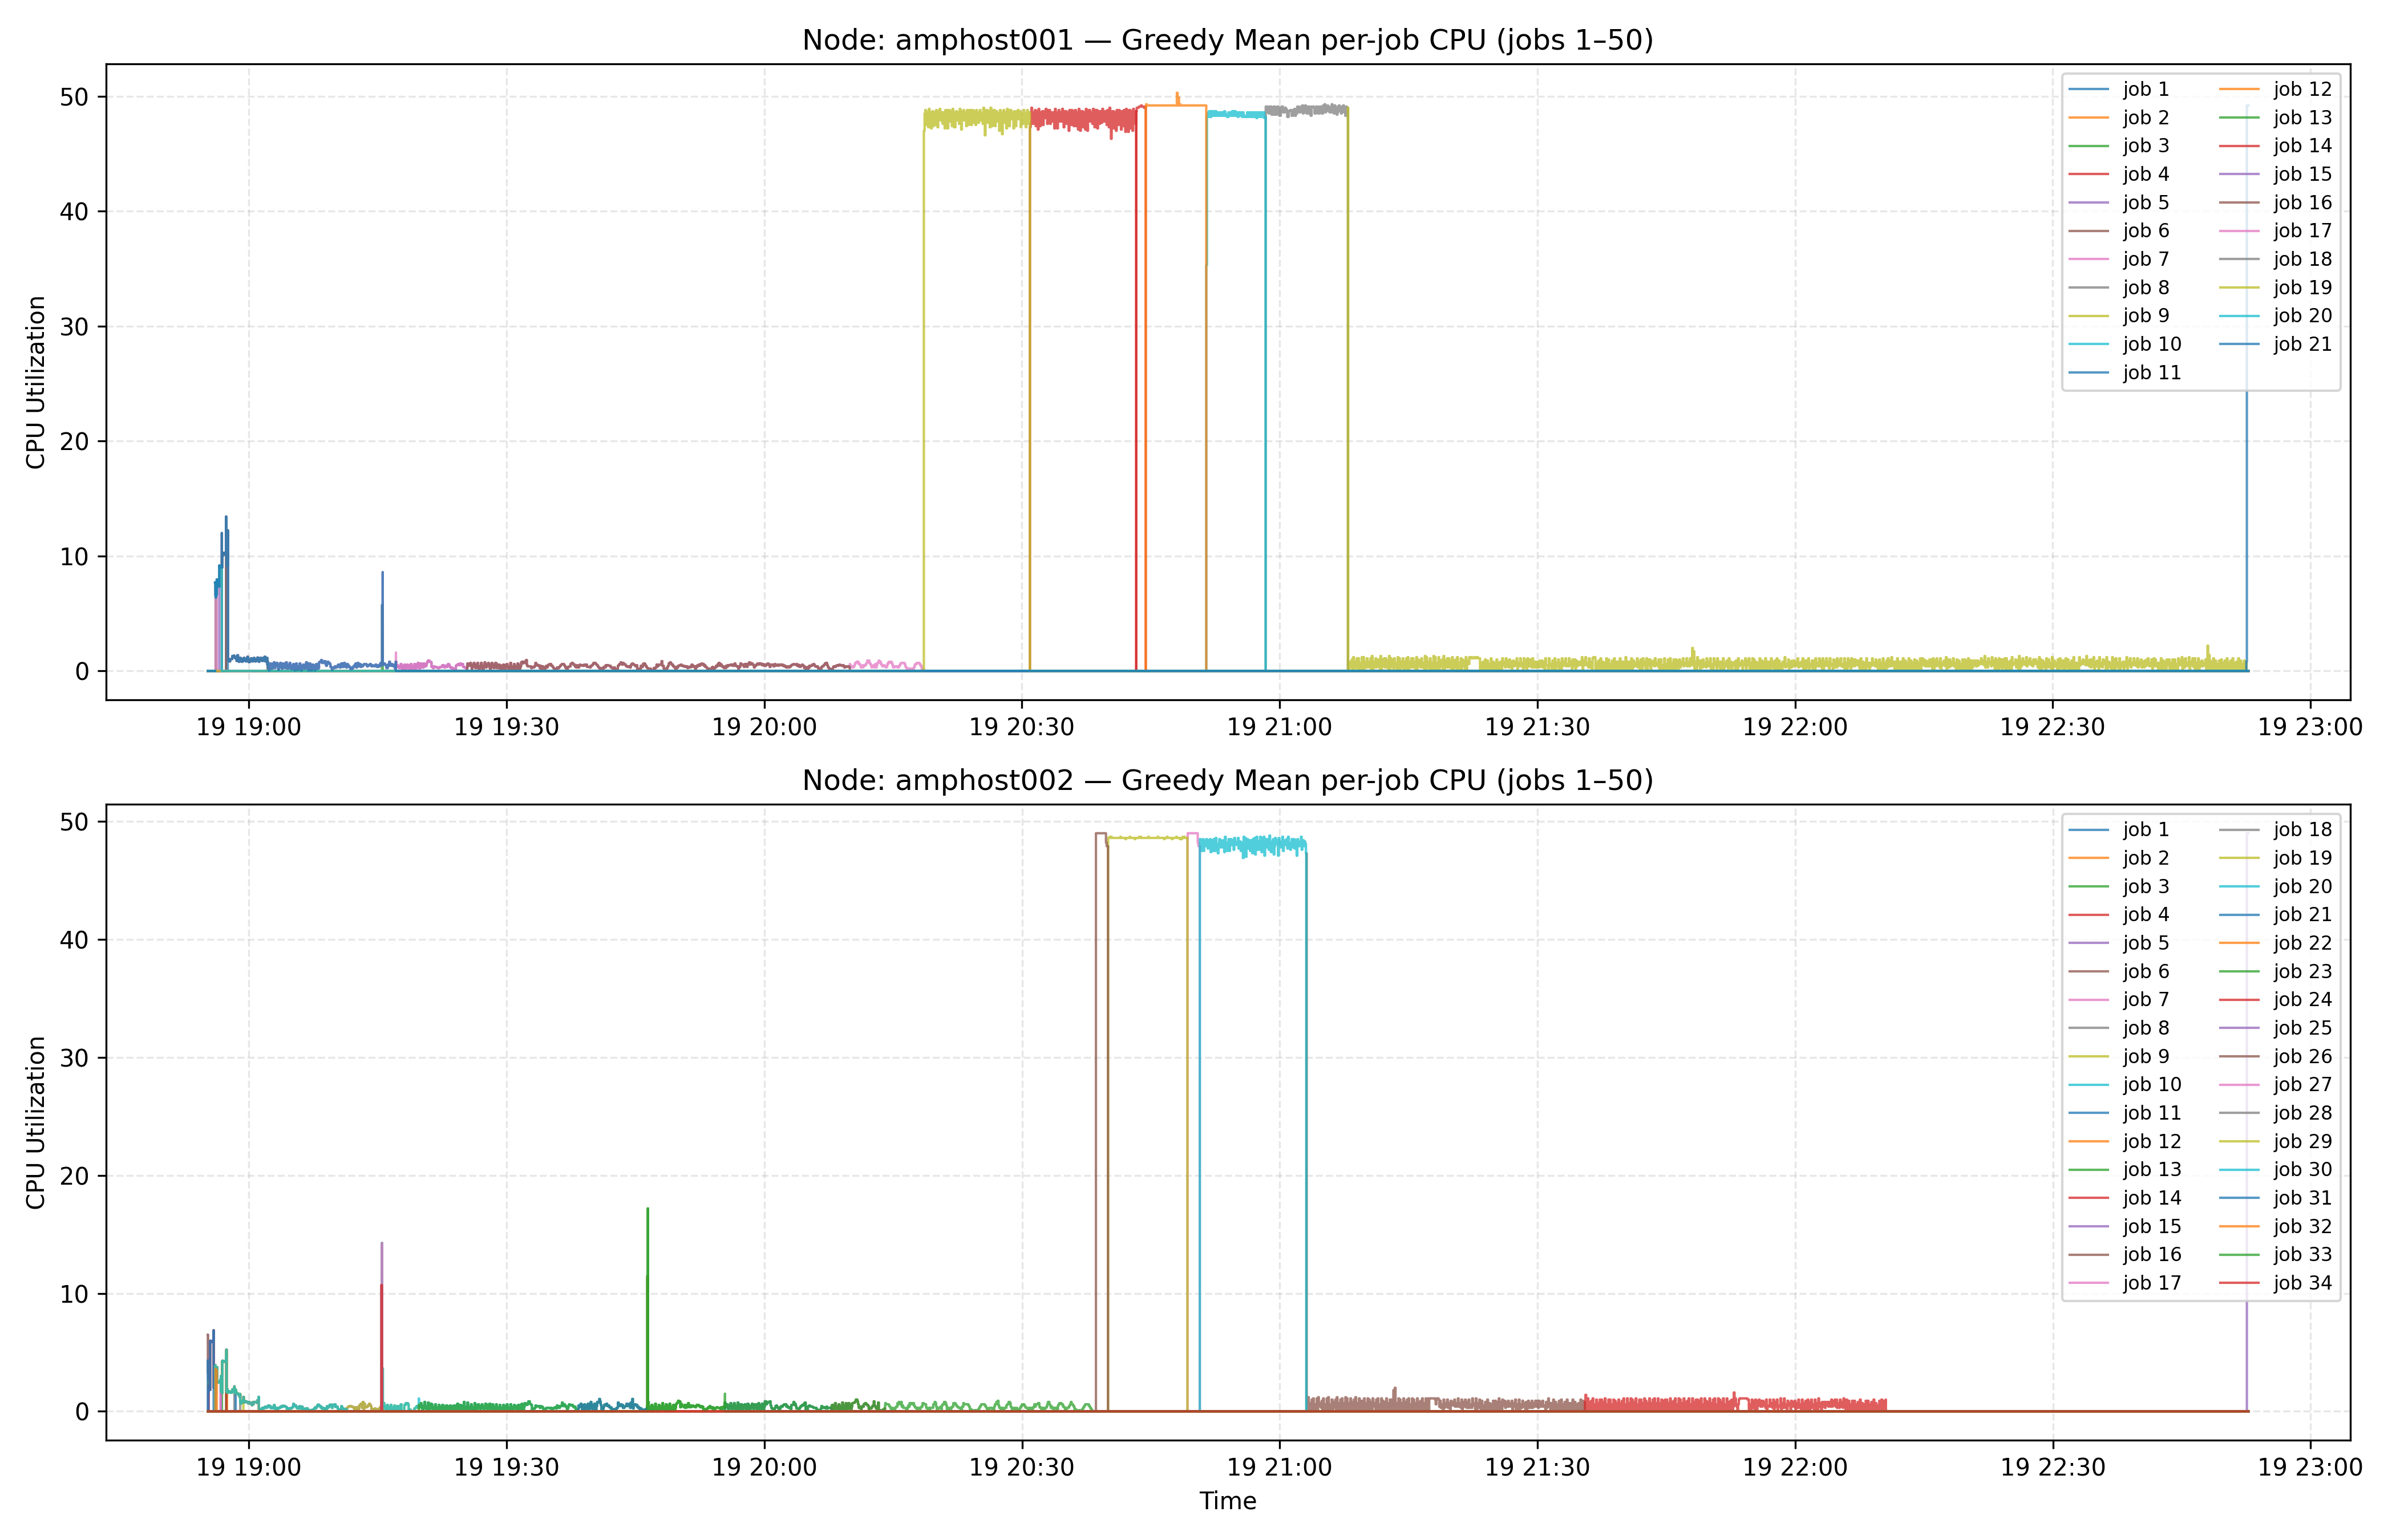 Node: amphost001 — Greedy Mean per-job CPU (jobs 1–50)
CPU Utilization
50
40
30
20
10
0
job 1
job 2
job 3
job 4
job 5
job 6
job 7
job 8
job 9
job 10
job 11
job 12
job 13
job 14
job 15
job 16
job 17
job 18
job 19
job 20
job 21
19 19:00
19 19:30
19 20:00
19 20:30
19 21:00
19 21:30
19 22:00
19 22:30
19 23:00
Node: amphost002 — Greedy Mean per-job CPU (jobs 1–50)
CPU Utilization
50
40
30
20
10
0
job 1
job 2
job 3
job 4
job 5
job 6
job 7
job 8
job 9
job 10
job 11
job 12
job 13
job 14
job 15
job 16
job 17
job 18
job 19
job 20
job 21
job 22
job 23
job 24
job 25
job 26
job 27
job 28
job 29
job 30
job 31
job 32
job 33
job 34
19 19:00
19 19:30
19 20:00
19 20:30
19 21:00
19 21:30
19 22:00
19 22:30
19 23:00
Time